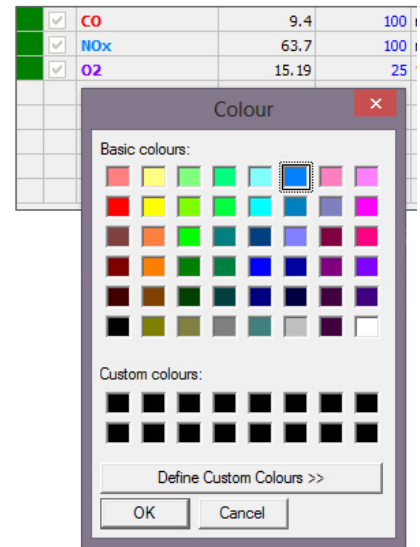 CO 9.4 100
NOx 63.7 100
O2 15.19 25
Colour
Basic colours:
Custom colours:
Define Custom Colours >>
OK Cancel